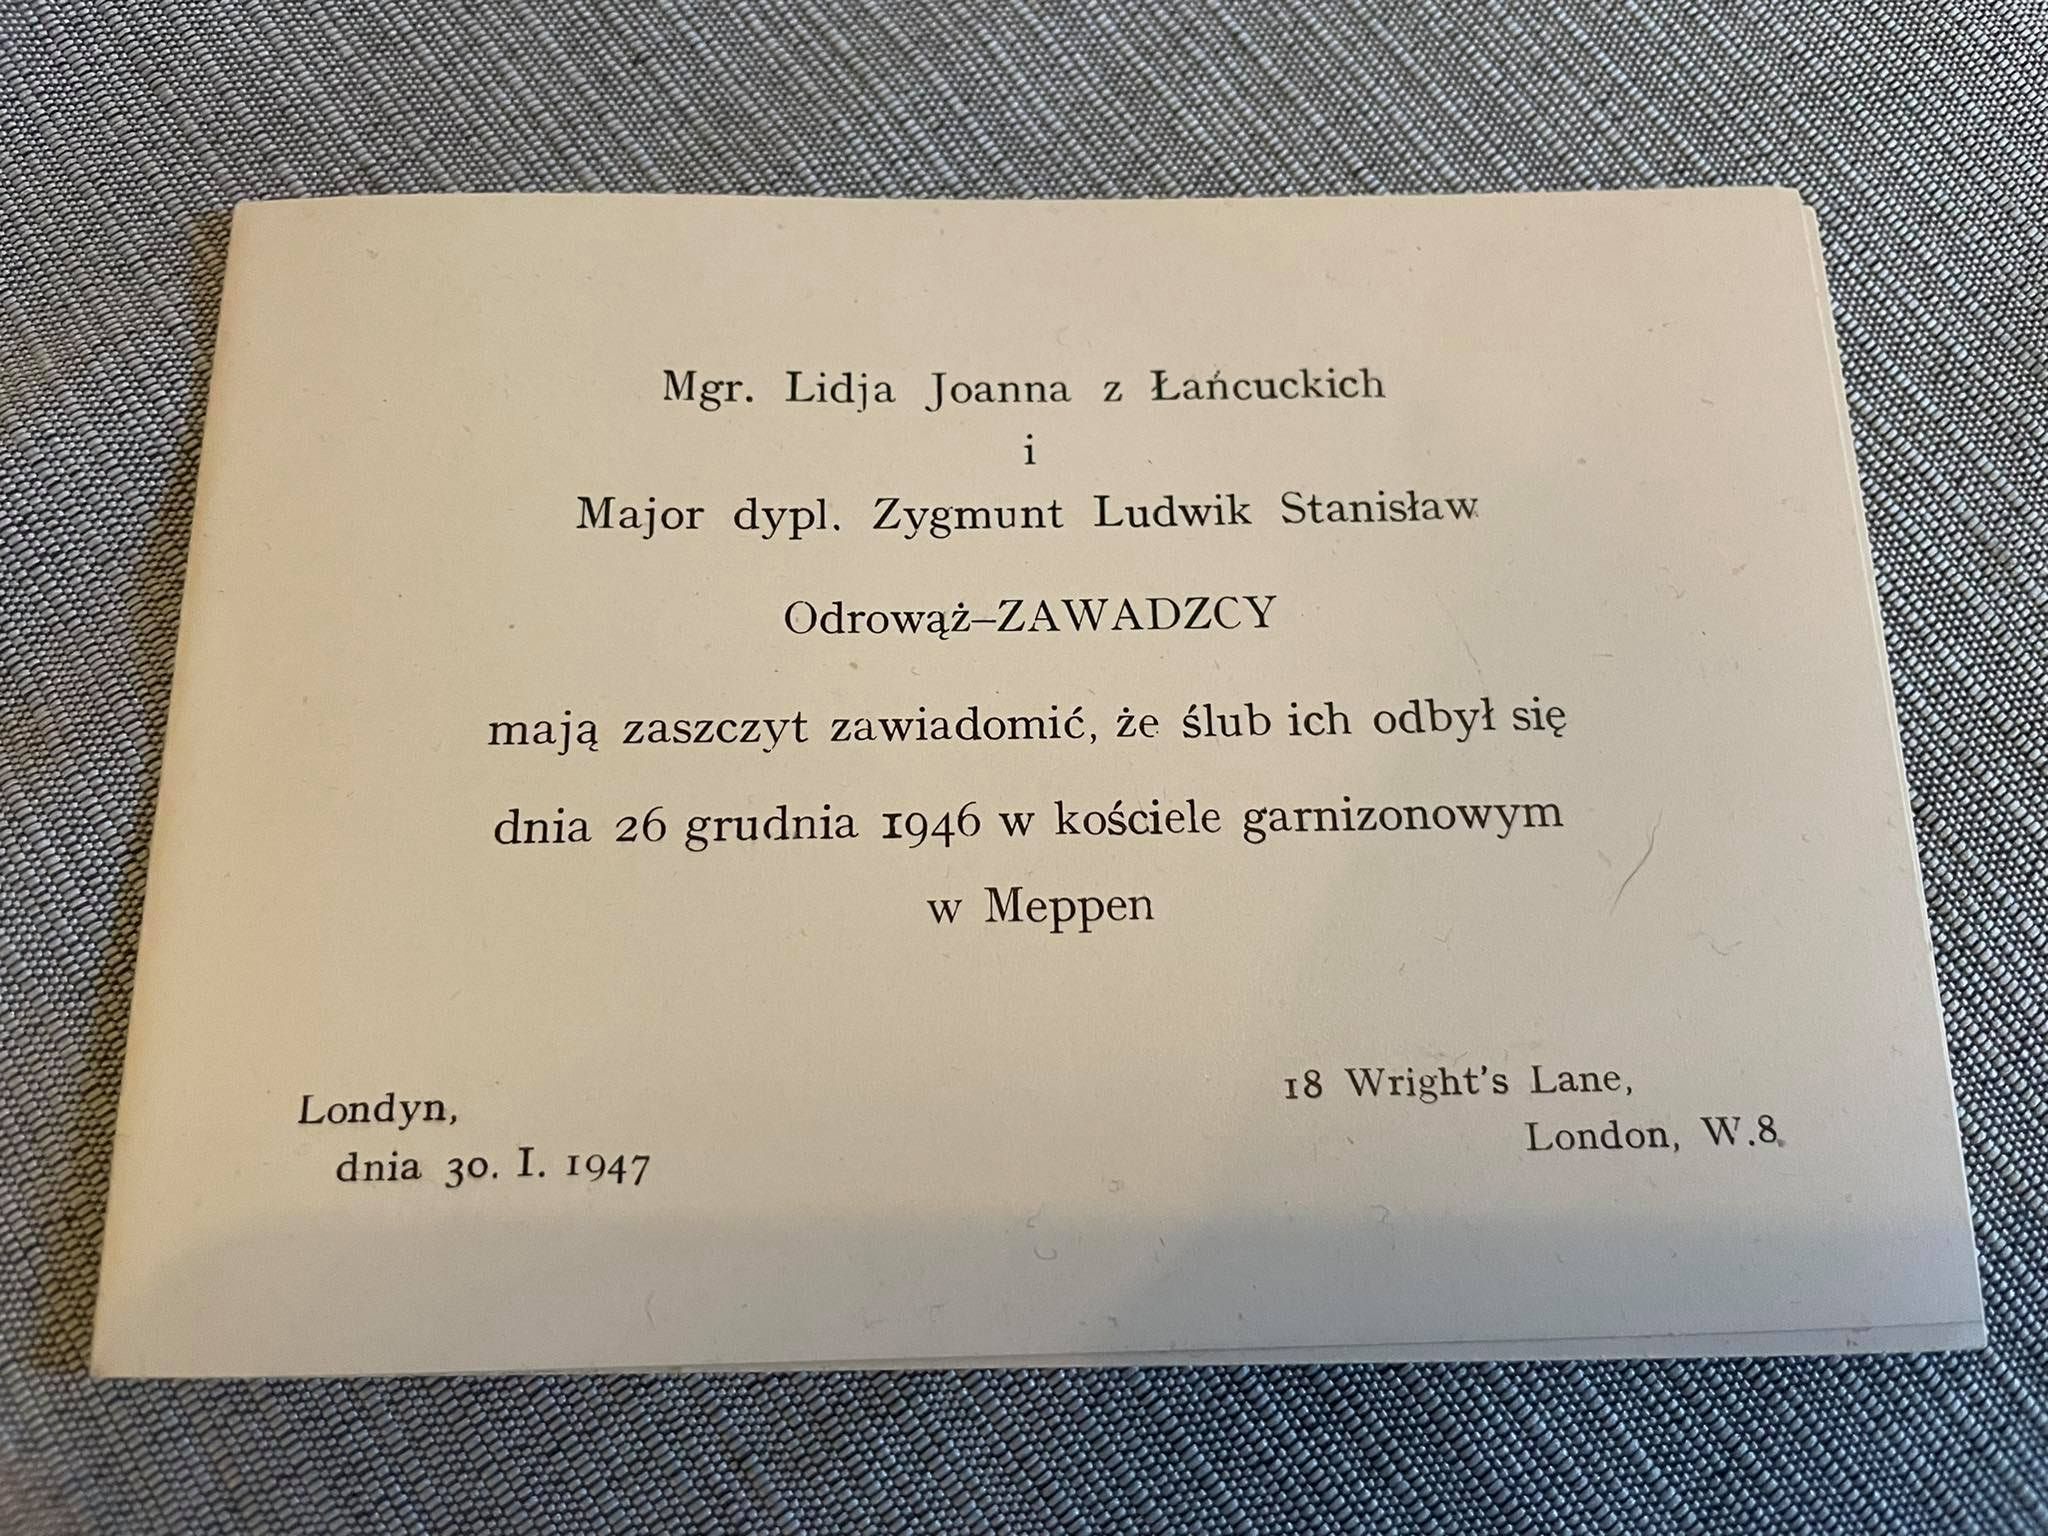 Mgr. Lidja Joanna z Łańcuckich
i
Major dypl. Zygmunt Ludwik Stanisław
Odrowąż–ZAWADZCY
mają zaszczyt zawiadomić, że ślub ich odbył się
dnia 26 grudnia 1946 w kościele garnizonowym
w Meppen
Londyn,
dnia 30. I. 1947
18 Wright's Lane,
London, W.8.